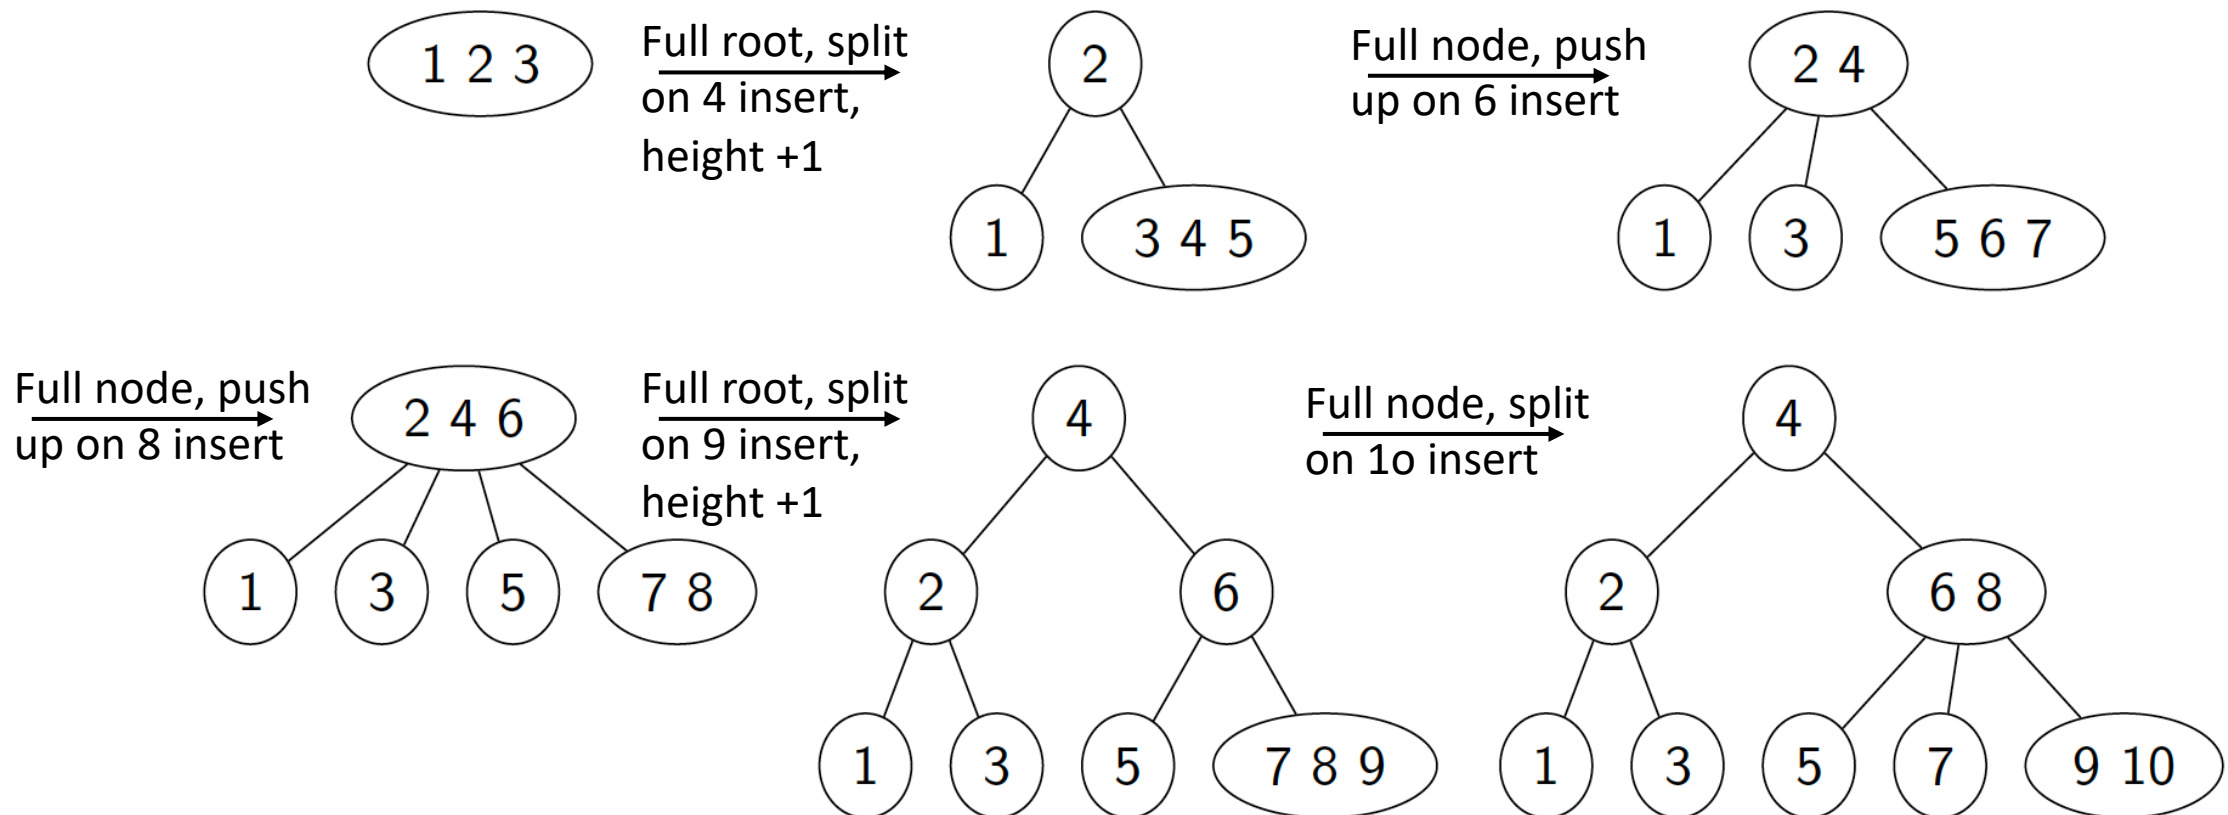 1 2 3
Full root, split
on 4 insert,
height +1
2
1
3 4 5
Full node, push
up on 6 insert
2 4
1
3
5 6 7
Full node, push
up on 8 insert
2 4 6
1
3
5
7 8
Full root, split
on 9 insert,
height +1
4
2
6
1
3
5
7 8 9
Full node, split
on 1o insert
4
2
6 8
1
3
5
7
9 10